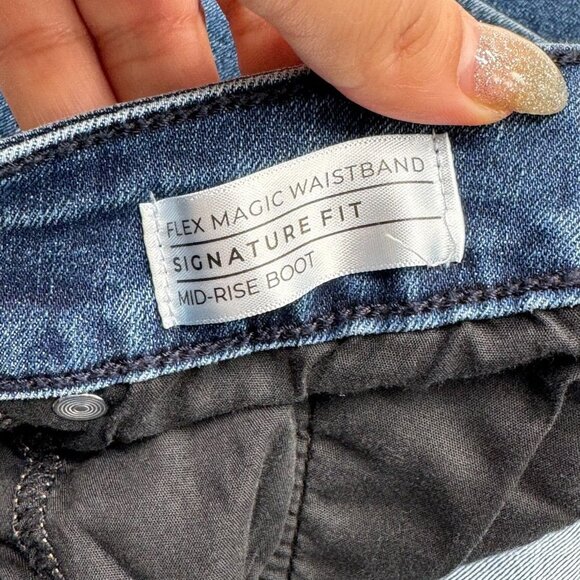 FLEX MAGIC WAISTBAND
SIGNATURE FIT
MID-RISE BOOT